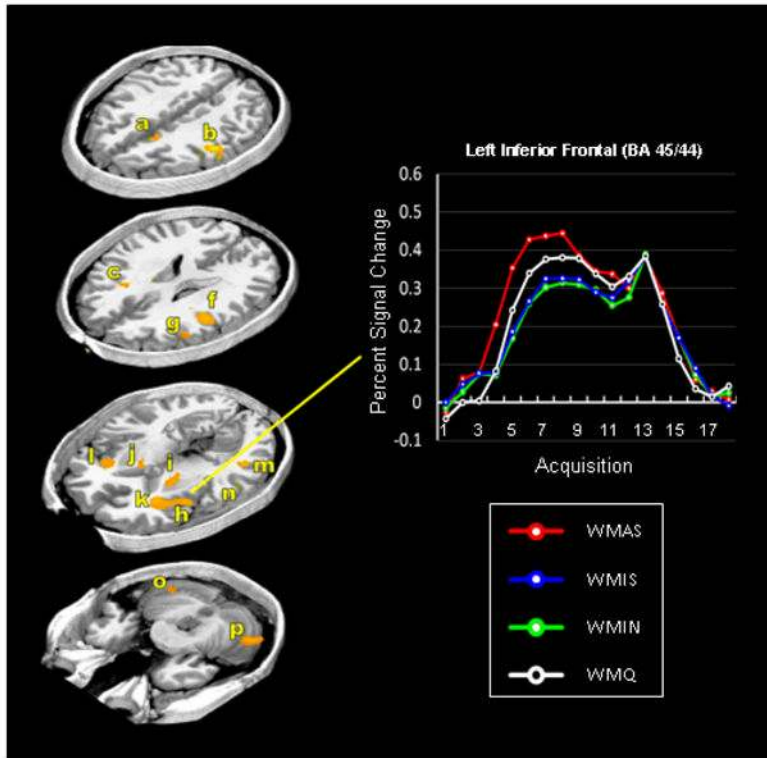 a
b
c
f
g
l
j
i
m
k
n
h
o
p
Left Inferior Frontal (BA 45/44)
Percent Signal Change
0.6
0.5
0.4
0.3
0.2
0.1
0
-0.1
1 3 5 7 9 11 13 15 17
Acquisition
WMAS
WMIS
WMIN
WMQ